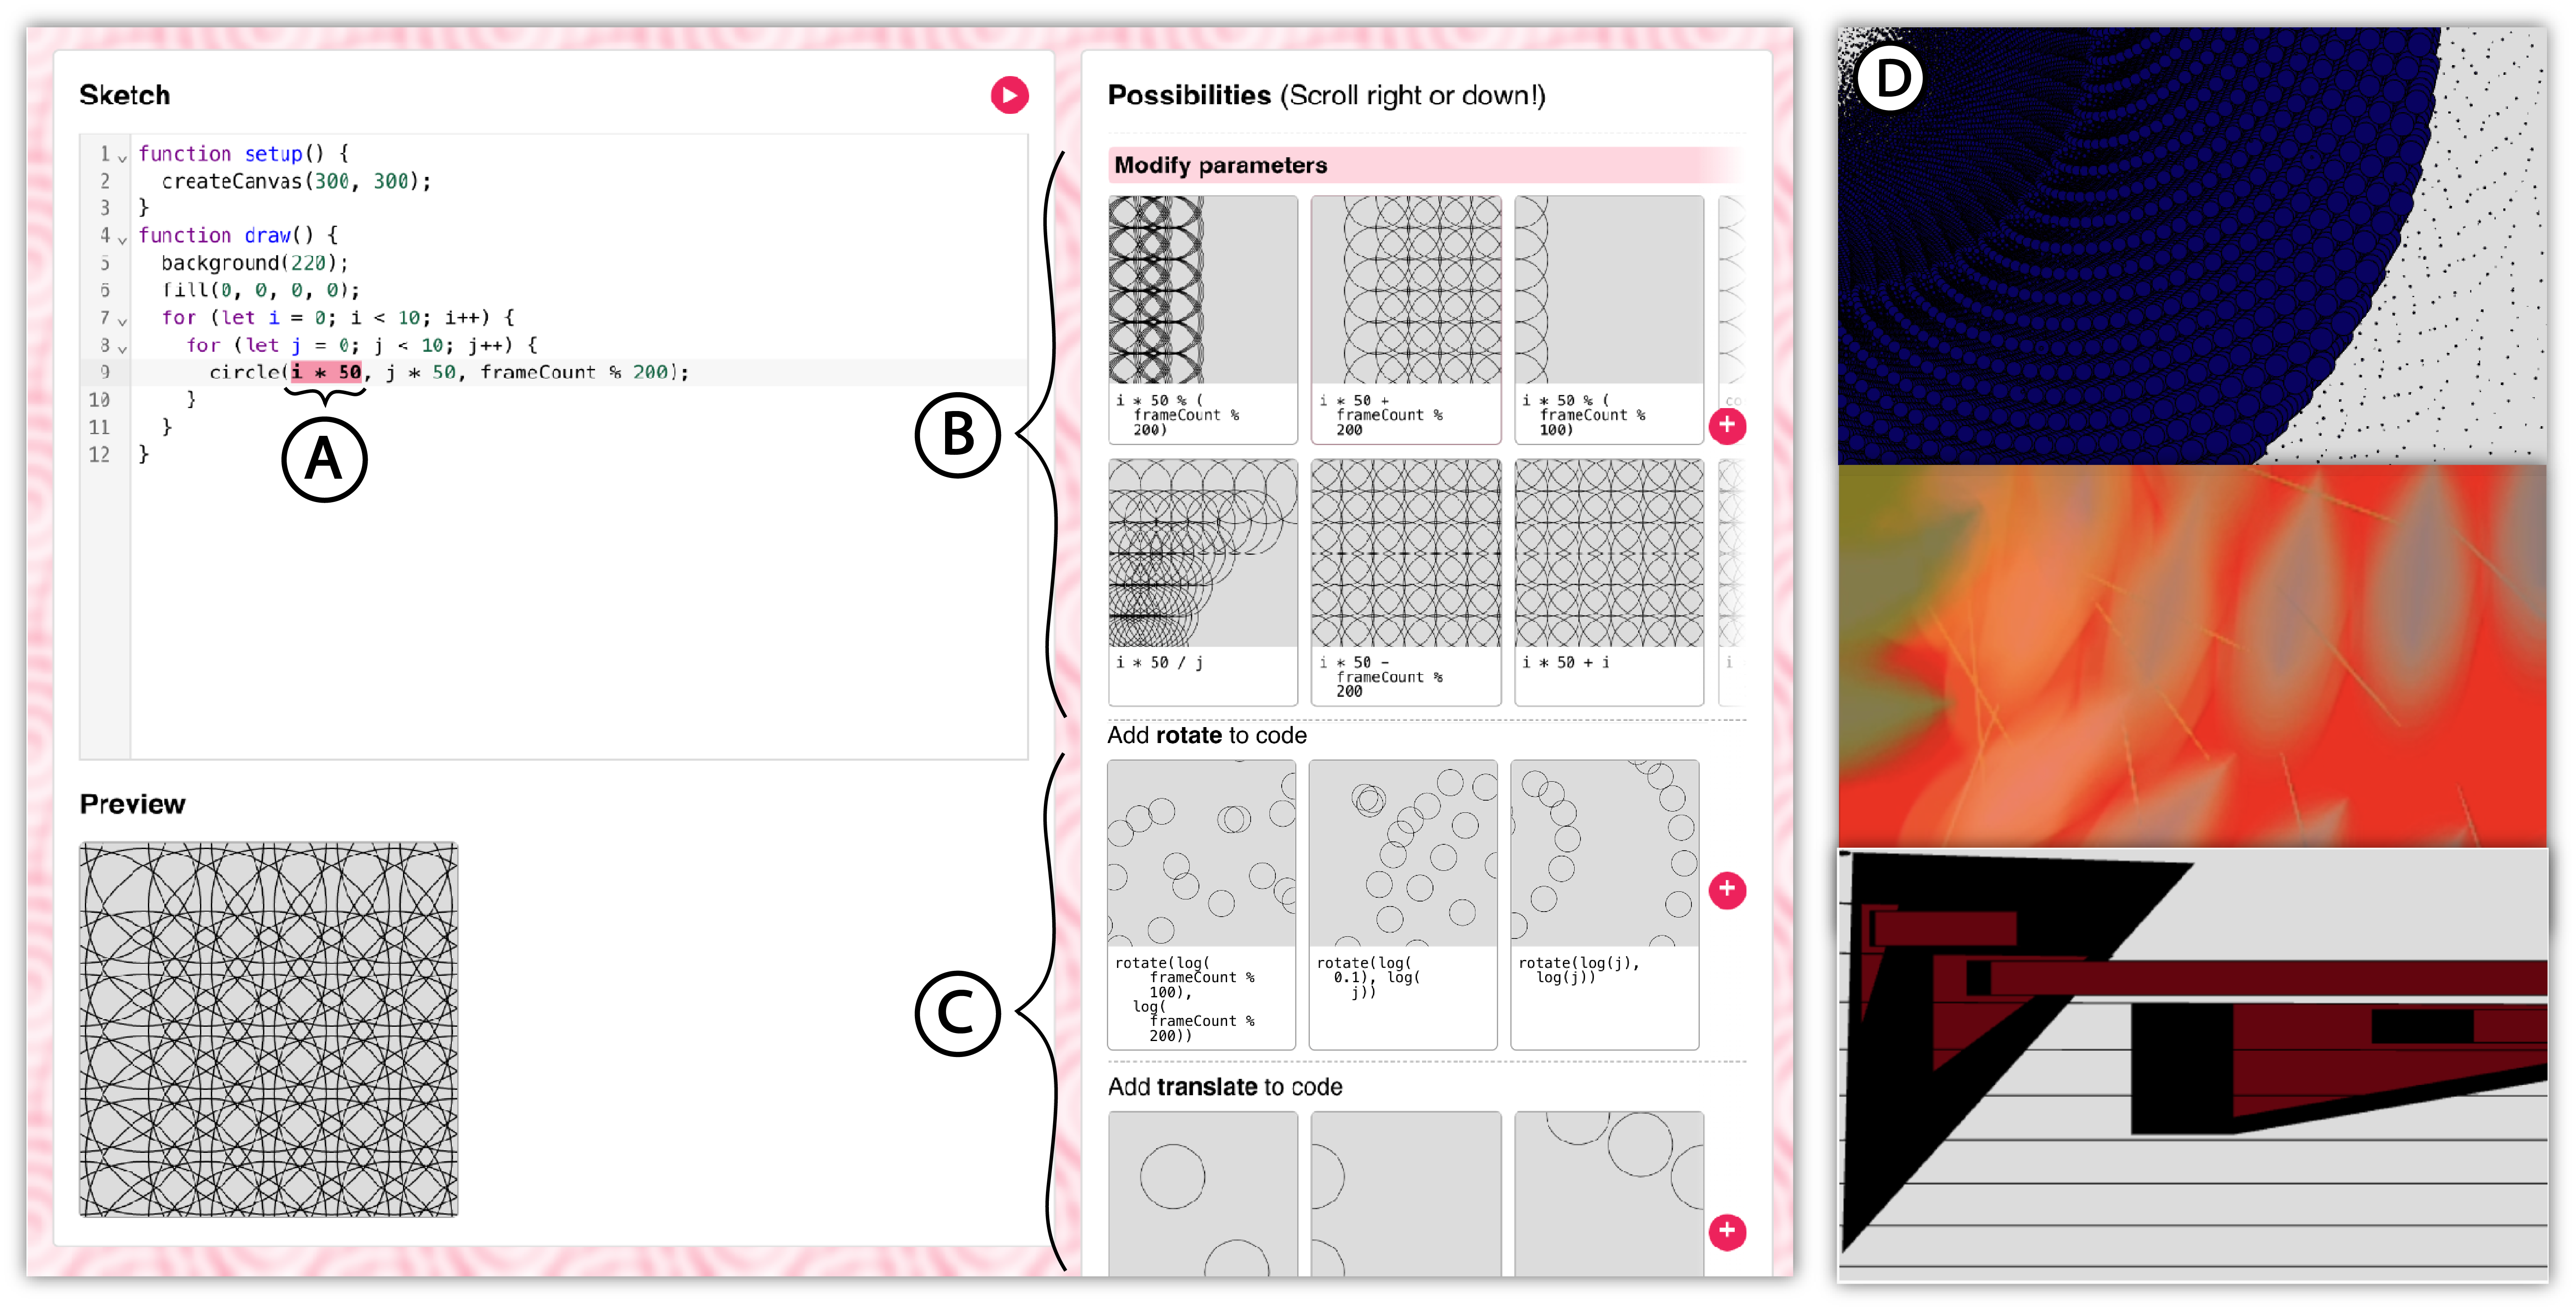 Sketch
1 function setup() {
2 createCanvas(300, 300);
3 }
4 function draw() {
5 background(220);
6 fill(0, 0, 0, 0);
7 for (let i = 0; i < 10; i++) {
8 for (let j = 0; j < 10; j++) {
9 circle(i * 50, j * 50, frameCount % 200);
10 }
11 }
12 }
A
Preview
B
C
Possibilities (Scroll right or down!)
Modify parameters
i * 50 % (
frameCount %
200)
i * 50 +
frameCount %
200
i * 50 % (
frameCount %
100)
co
+
i * 50 / j
i * 50 -
frameCount %
200
i * 50 + i
i
Add rotate to code
rotate(log(
frameCount %
100),
log(
frameCount %
200))
rotate(log(
0.1), log(
j))
rotate(log(j),
log(j))
+
Add translate to code
+
D